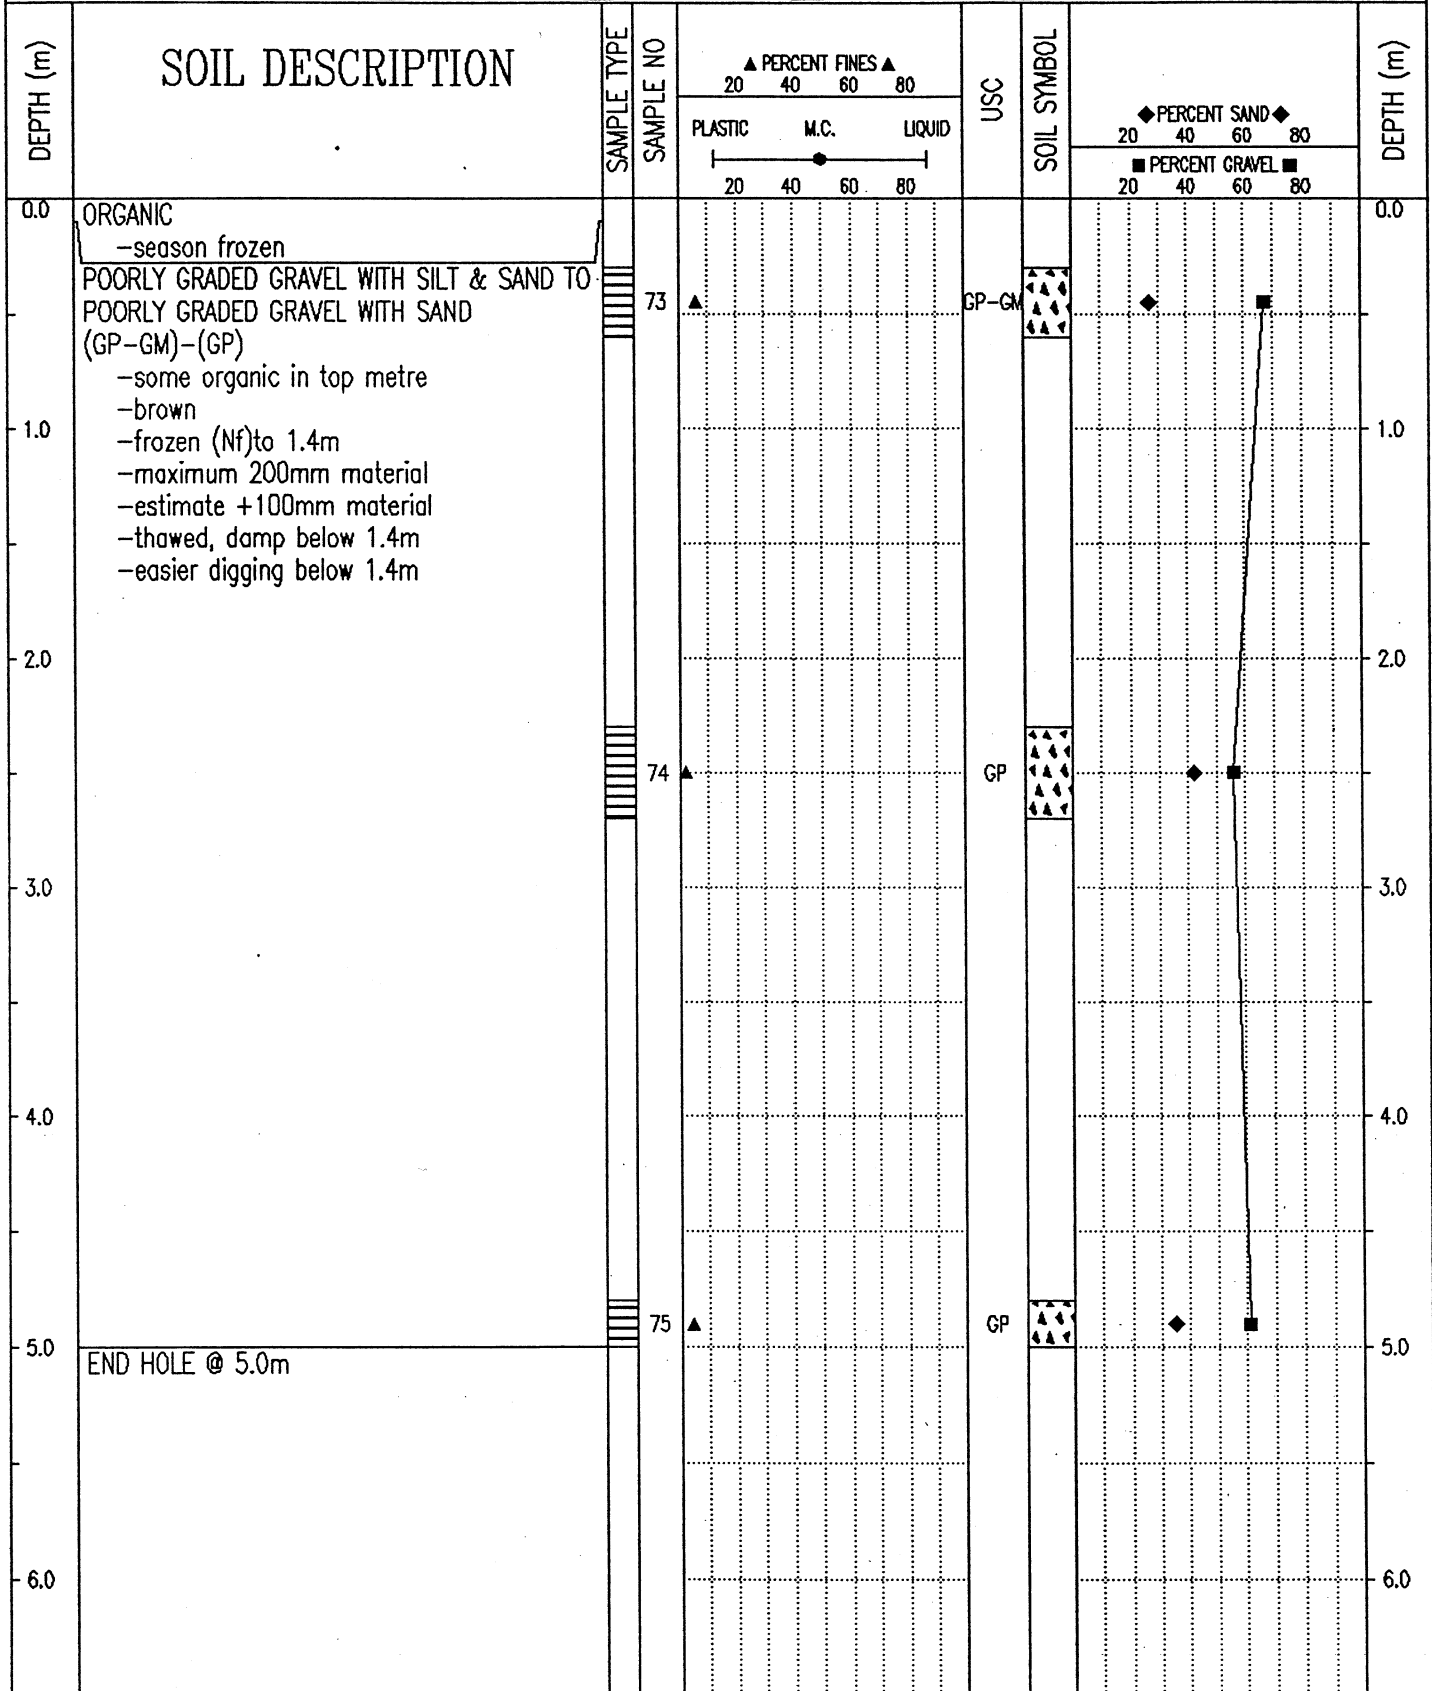 DEPTH (m)
SOIL DESCRIPTION
SAMPLE TYPE
SAMPLE NO
▲ PERCENT FINES ▲
20 40 60 80
PLASTIC M.C. LIQUID
20 40 60 80
USC
SOIL SYMBOL
◆PERCENT SAND◆
20 40 60 80
■ PERCENT GRAVEL ■
20 40 60 80
DEPTH (m)
0.0 0.0
ORGANIC
-season frozen
POORLY GRADED GRAVEL WITH SILT & SAND TO
POORLY GRADED GRAVEL WITH SAND
73 GP-GM
(GP-GM)-(GP)
-some organic in top metre
-brown
1.0 1.0
-frozen (Nf)to 1.4m
-maximum 200mm material
-estimate +100mm material
-thawed, damp below 1.4m
-easier digging below 1.4m
2.0 2.0
74 GP
3.0 3.0
4.0 4.0
75 GP
5.0 5.0
END HOLE @ 5.0m
6.0 6.0